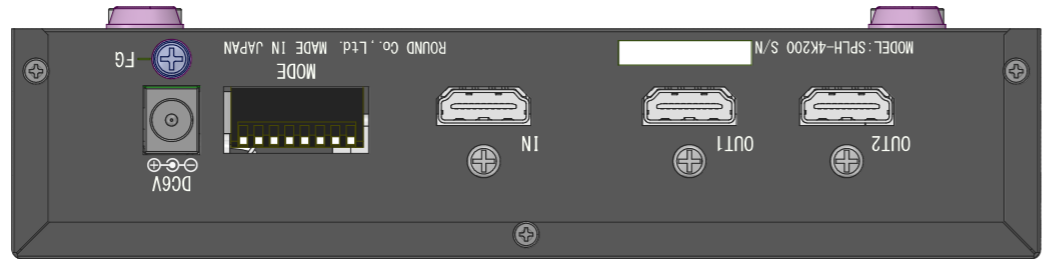 DC6V
OUT2
OUT1
IN
MODE
FG
MODEL:SPLH-4K200 S/N
ROUND Co.,Ltd. MADE IN JAPAN